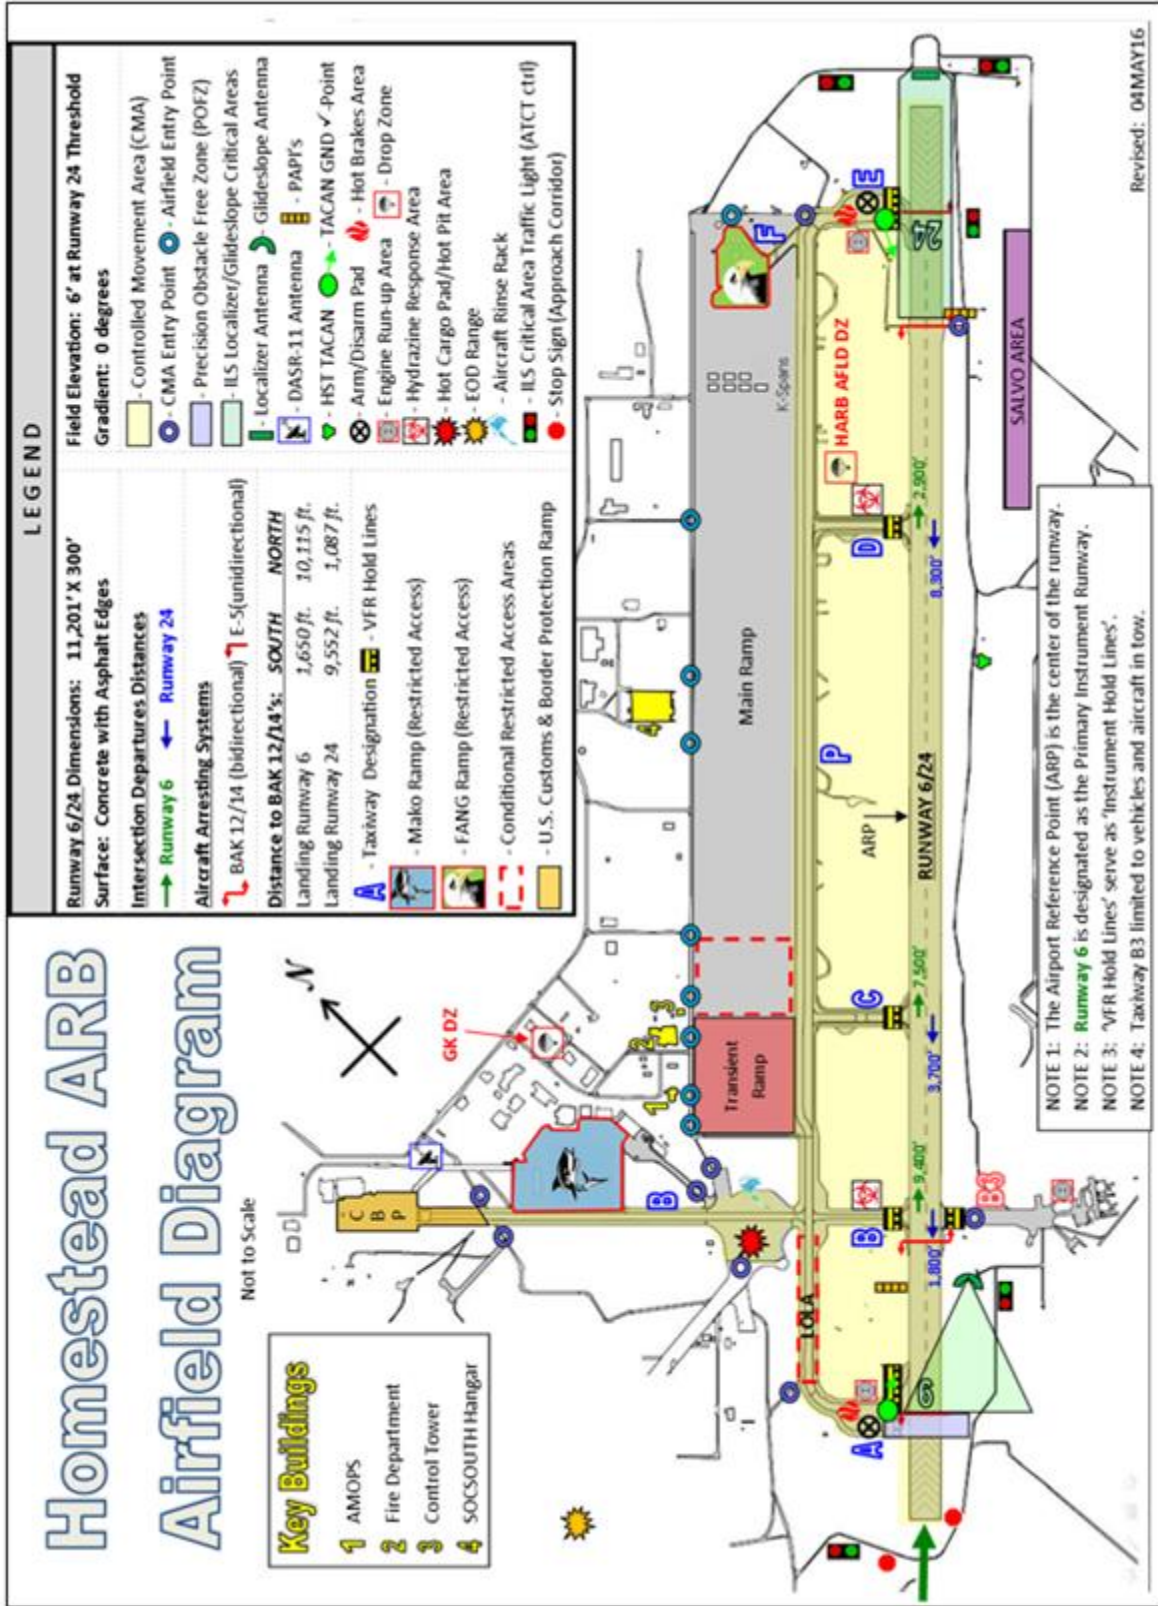 Homestead ARB
Airfield Diagram
Not to Scale
N
LEGEND
Runway 6/24 Dimensions: 11,201' X 300'
Surface: Concrete with Asphalt Edges
Intersection Departures Distances
Runway 6
Runway 24
Aircraft Arresting Systems
BAK 12/14 (bidirectional)
E-5(unidirectional)
Distance to BAK 12/14's: SOUTH NORTH
Landing Runway 6 1,650 ft. 10,115 ft.
Landing Runway 24 9,552 ft. 1,087 ft.
A - Taxiway Designation
- VFR Hold Lines
- Mako Ramp (Restricted Access)
- FANG Ramp (Restricted Access)
- Conditional Restricted Access Areas
- U.S. Customs & Border Protection Ramp
Field Elevation: 6' at Runway 24 Threshold
Gradient: 0 degrees
- Controlled Movement Area (CMA)
- CMA Entry Point
- Airfield Entry Point
- Precision Obstacle Free Zone (POFZ)
- ILS Localizer/Glideslope Critical Areas
- Localizer Antenna
- Glideslope Antenna
- DASR-11 Antenna
- PAPI's
- HST TACAN
- TACAN GND ✓-Point
- Arm/Disarm Pad
- Hot Brakes Area
- Engine Run-up Area
- Drop Zone
- Hydrazine Response Area
- Hot Cargo Pad/Hot Pit Area
- EOD Range
- Aircraft Rinse Rack
- ILS Critical Area Traffic Light (ATCT ctrl)
- Stop Sign (Approach Corridor)
Key Buildings
1 AMOPS
2 Fire Department
3 Control Tower
4 SOCSOUTH Hangar
C B P
GK DZ
1
2
3
4
B
Transient
Ramp
Main Ramp
K-Spans
F
LOLA
P
HARB AFLD DZ
A
B
C
D
E
ARP
6
RUNWAY 6/24
24
9,400'
1,800'
7,500'
3,700'
2,900'
8,300'
B3
SALVO AREA
NOTE 1: The Airport Reference Point (ARP) is the center of the runway.
NOTE 2: Runway 6 is designated as the Primary Instrument Runway.
NOTE 3: 'VFR Hold Lines' serve as 'Instrument Hold Lines'.
NOTE 4: Taxiway B3 limited to vehicles and aircraft in tow.
Revised: 04MAY16